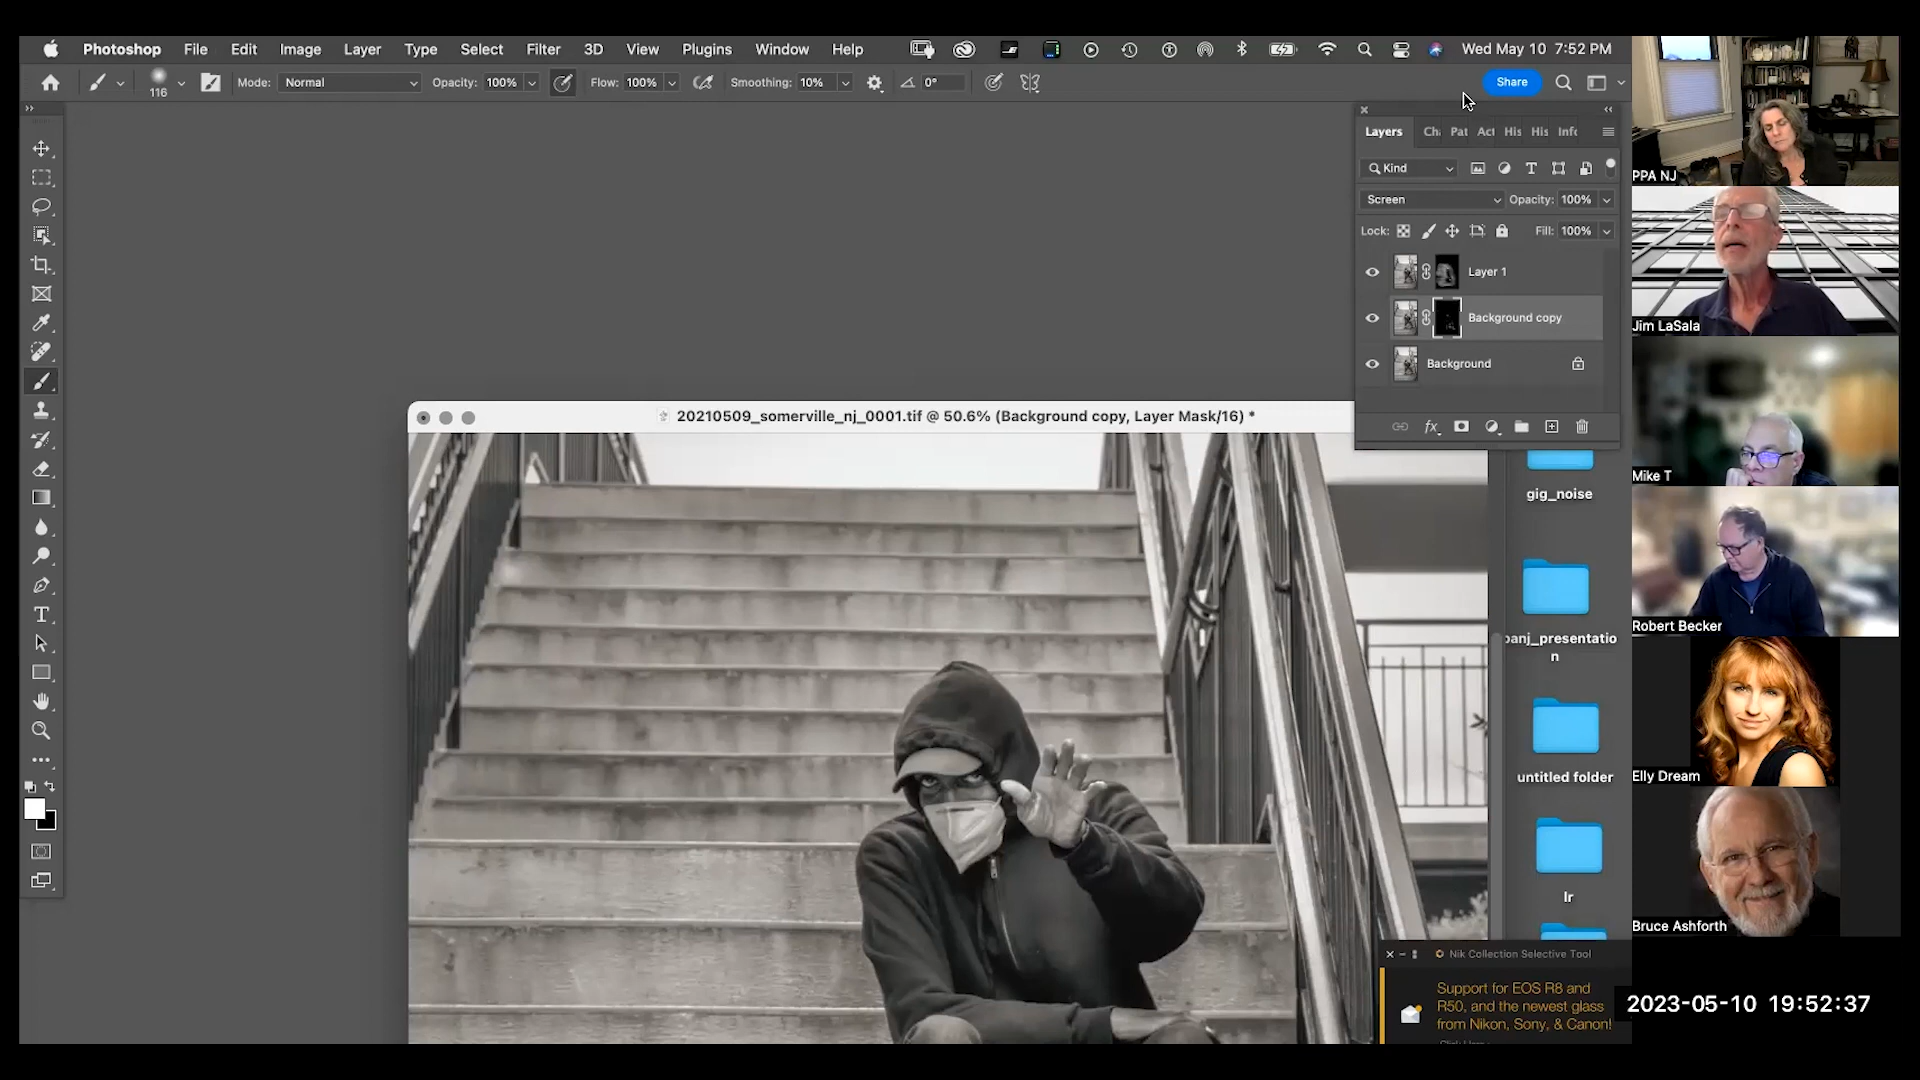 Photoshop File Edit Image Layer Type Select Filter 3D View Plugins Window Help Wed May 10 7:52 PM
116 Mode: Normal Opacity: 100% Flow: 100% Smoothing: 10% 0° Share
Layers Ch Pat Act His His Info
Kind
Screen Opacity: 100%
Lock: Fill: 100%
Layer 1
Background copy
Background
fx
20210509_somerville_nj_0001.tif @ 50.6% (Background copy, Layer Mask/16) *
gig_noise
panj_presentatio
n
untitled folder
lr
Nik Collection Selective Tool
Support for EOS R8 and
R50, and the newest glass
from Nikon, Sony, & Canon!
PPA NJ
Jim LaSala
Mike T
Robert Becker
Elly Dream
Bruce Ashforth
2023-05-10 19:52:37